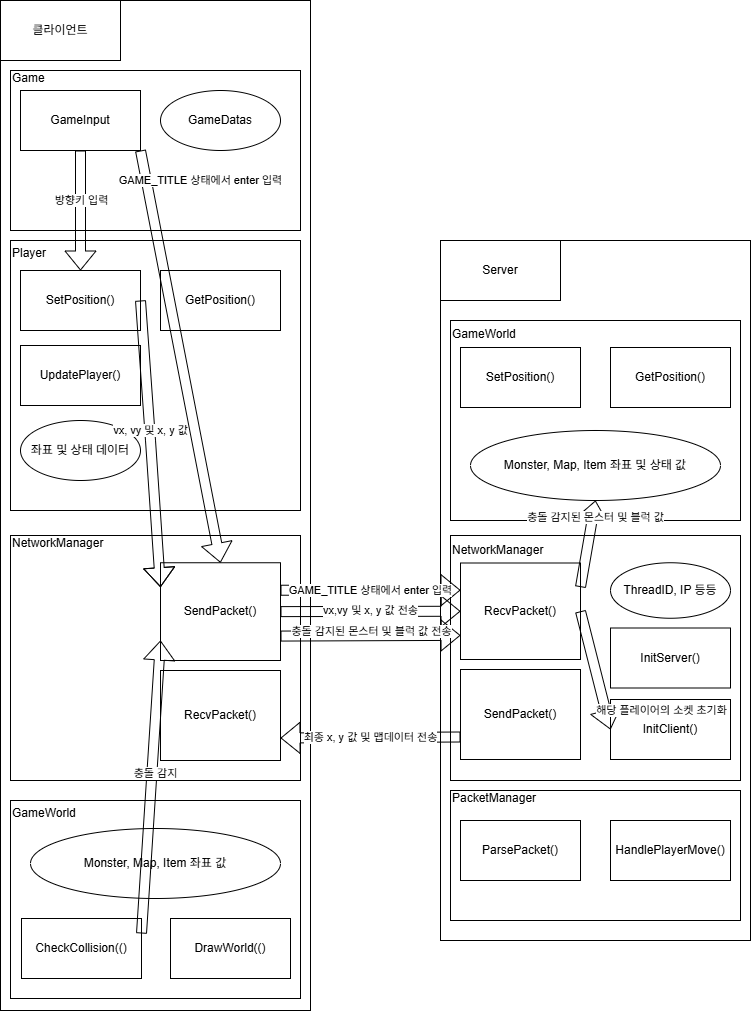 클라이언트
Game
GameInput
GameDatas
GAME_TITLE 상태에서 enter 입력
방향키 입력
Player
SetPosition()
GetPosition()
UpdatePlayer()
vx, vy 및 x, y 값
좌표 및 상태 데이터
NetworkManager
SendPacket()
RecvPacket()
충돌 감지
GameWorld
Monster, Map, Item 좌표 값
CheckCollision(()
DrawWorld(()
GAME_TITLE 상태에서 enter 입력
vx,vy 및 x, y 값 전송
충돌 감지된 몬스터 및 블럭 값 전송
최종 x, y 값 및 맵데이터 전송
Server
GameWorld
SetPosition()
GetPosition()
Monster, Map, Item 좌표 및 상태 값
충돌 감지된 몬스터 및 블럭 값
NetworkManager
RecvPacket()
ThreadID, IP 등등
InitServer()
SendPacket()
해당 플레이어의 소켓 초기화
InitClient()
PacketManager
ParsePacket()
HandlePlayerMove()